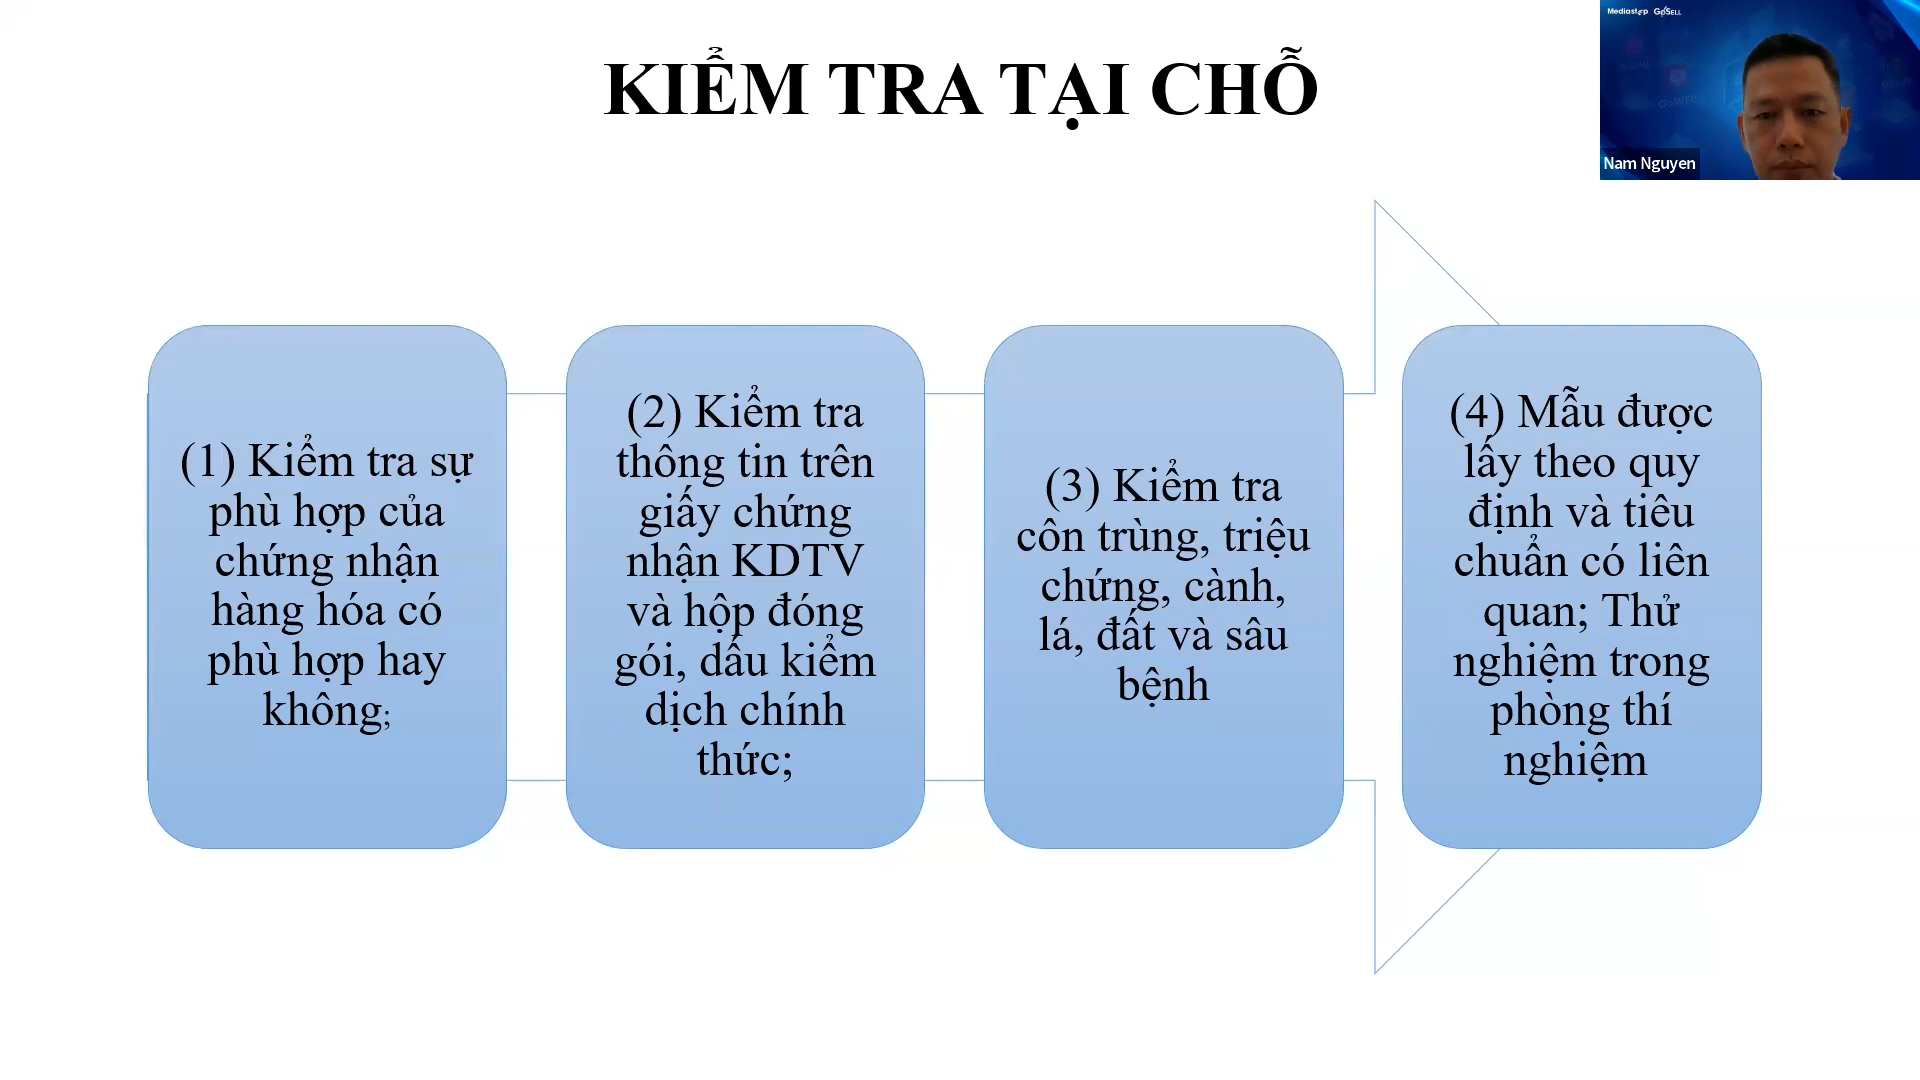 Mediastep GoSELL
KIỂM TRA TẠI CHỖ
Nam Nguyen
(1) Kiểm tra sự
phù hợp của
chứng nhận
hàng hóa có
phù hợp hay
không;
(2) Kiểm tra
thông tin trên
giấy chứng
nhận KDTV
và hộp đóng
gói, dấu kiểm
dịch chính
thức;
(3) Kiểm tra
côn trùng, triệu
chứng, cành,
lá, đất và sâu
bệnh
(4) Mẫu được
lấy theo quy
định và tiêu
chuẩn có liên
quan; Thử
nghiệm trong
phòng thí
nghiệm